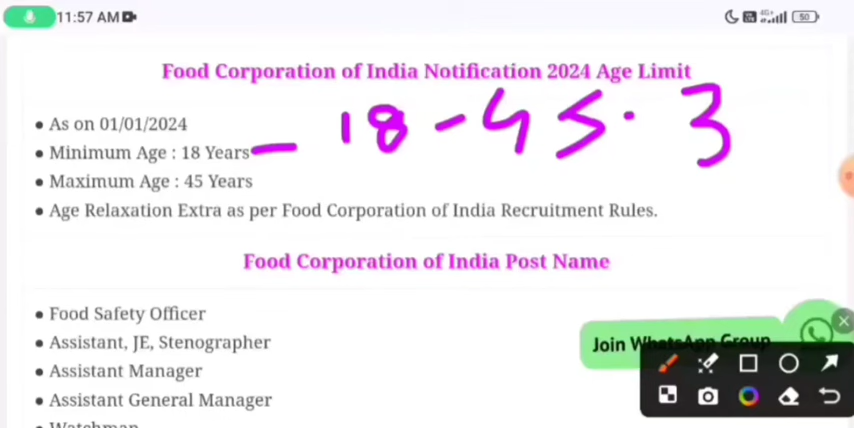 11:57 AM
4G+
50
Food Corporation of India Notification 2024 Age Limit
• As on 01/01/2024
• Minimum Age : 18 Years
– 18 - 45 . 3
• Maximum Age : 45 Years
• Age Relaxation Extra as per Food Corporation of India Recruitment Rules.
Food Corporation of India Post Name
• Food Safety Officer
• Assistant, JE, Stenographer
• Assistant Manager
• Assistant General Manager
• Watchman
Join WhatsApp Group